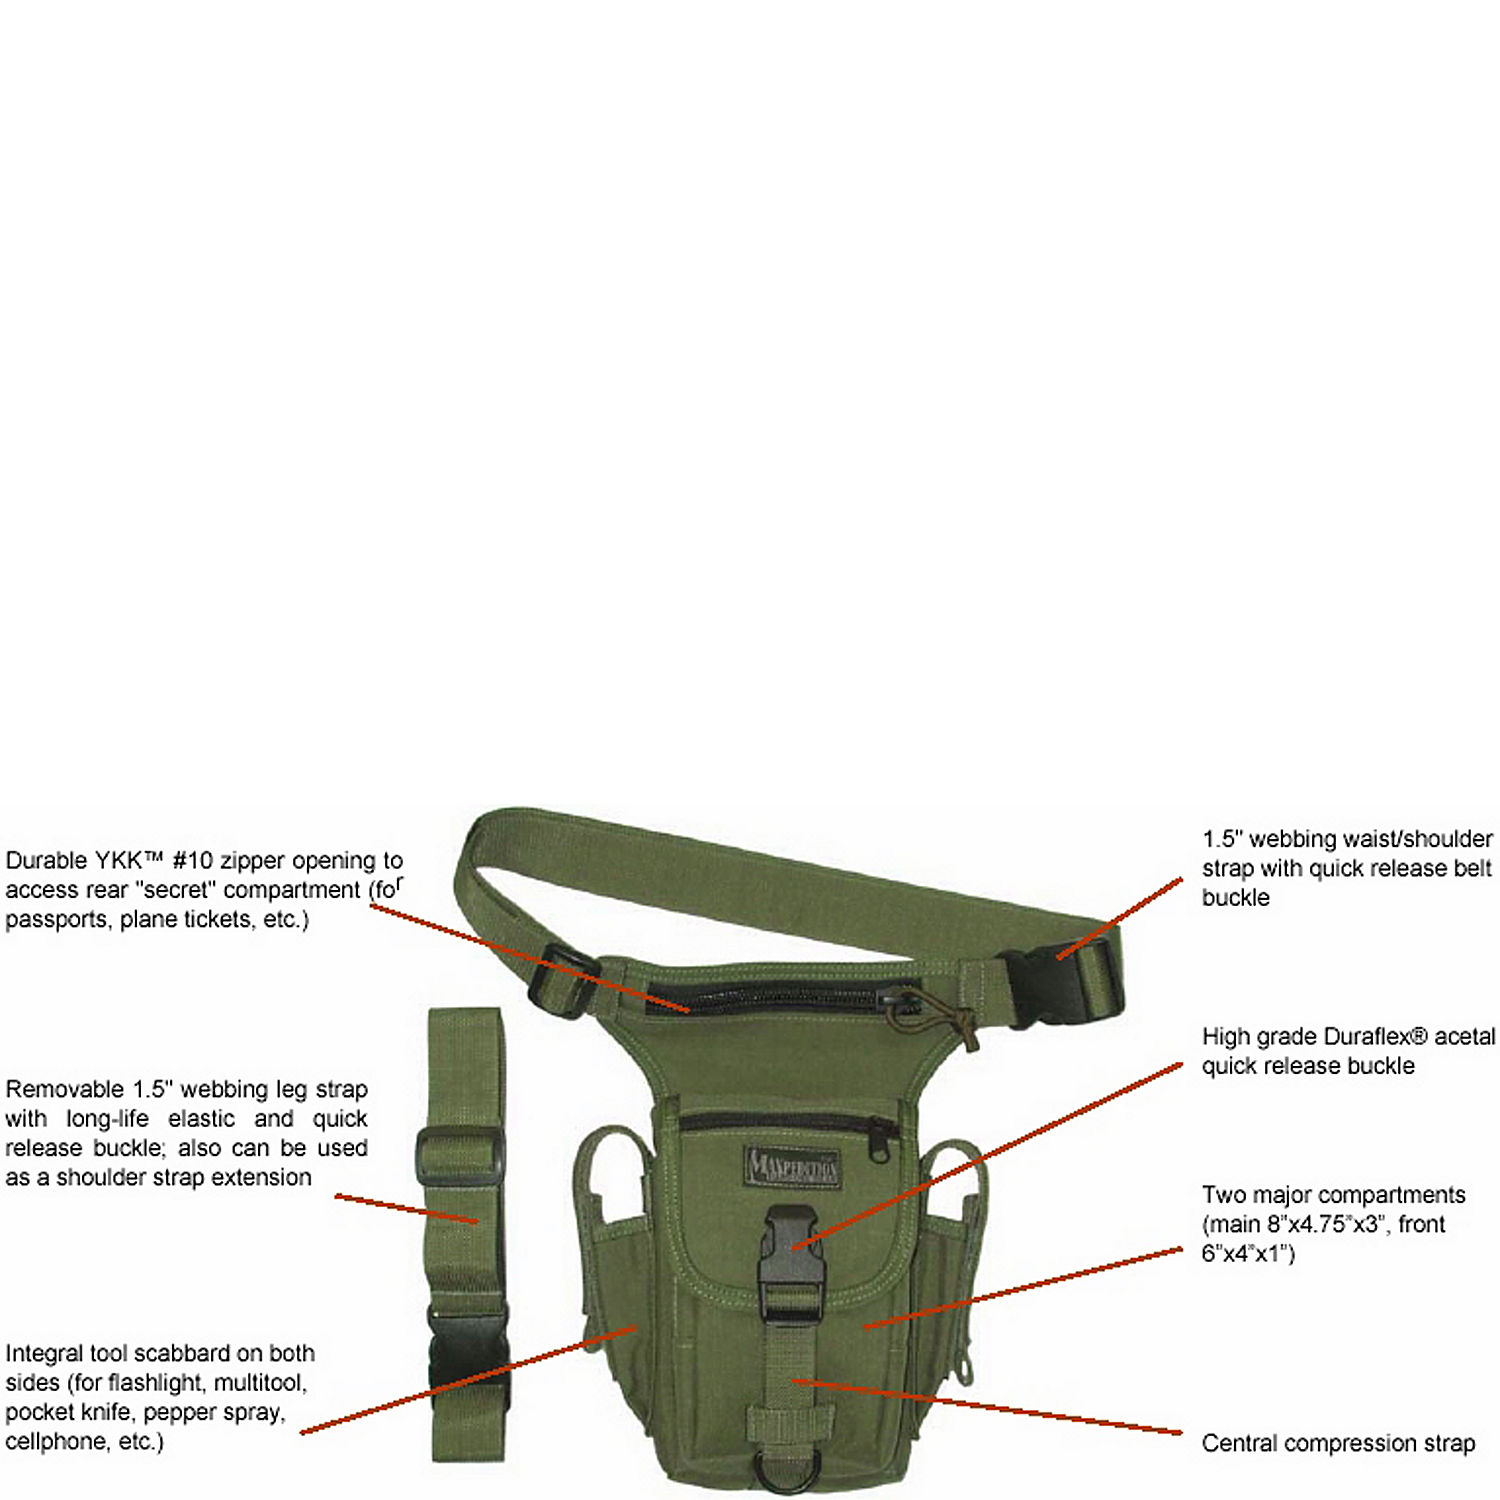 Durable YKK™ #10 zipper opening to
access rear "secret" compartment (for
passports, plane tickets, etc.)
Removable 1.5" webbing leg strap
with long-life elastic and quick
release buckle; also can be used
as a shoulder strap extension
Integral tool scabbard on both
sides (for flashlight, multitool,
pocket knife, pepper spray,
cellphone, etc.)
MAXPEDITION
1.5" webbing waist/shoulder
strap with quick release belt
buckle
High grade Duraflex® acetal
quick release buckle
Two major compartments
(main 8”x4.75”x3”, front
6”x4”x1”)
Central compression strap